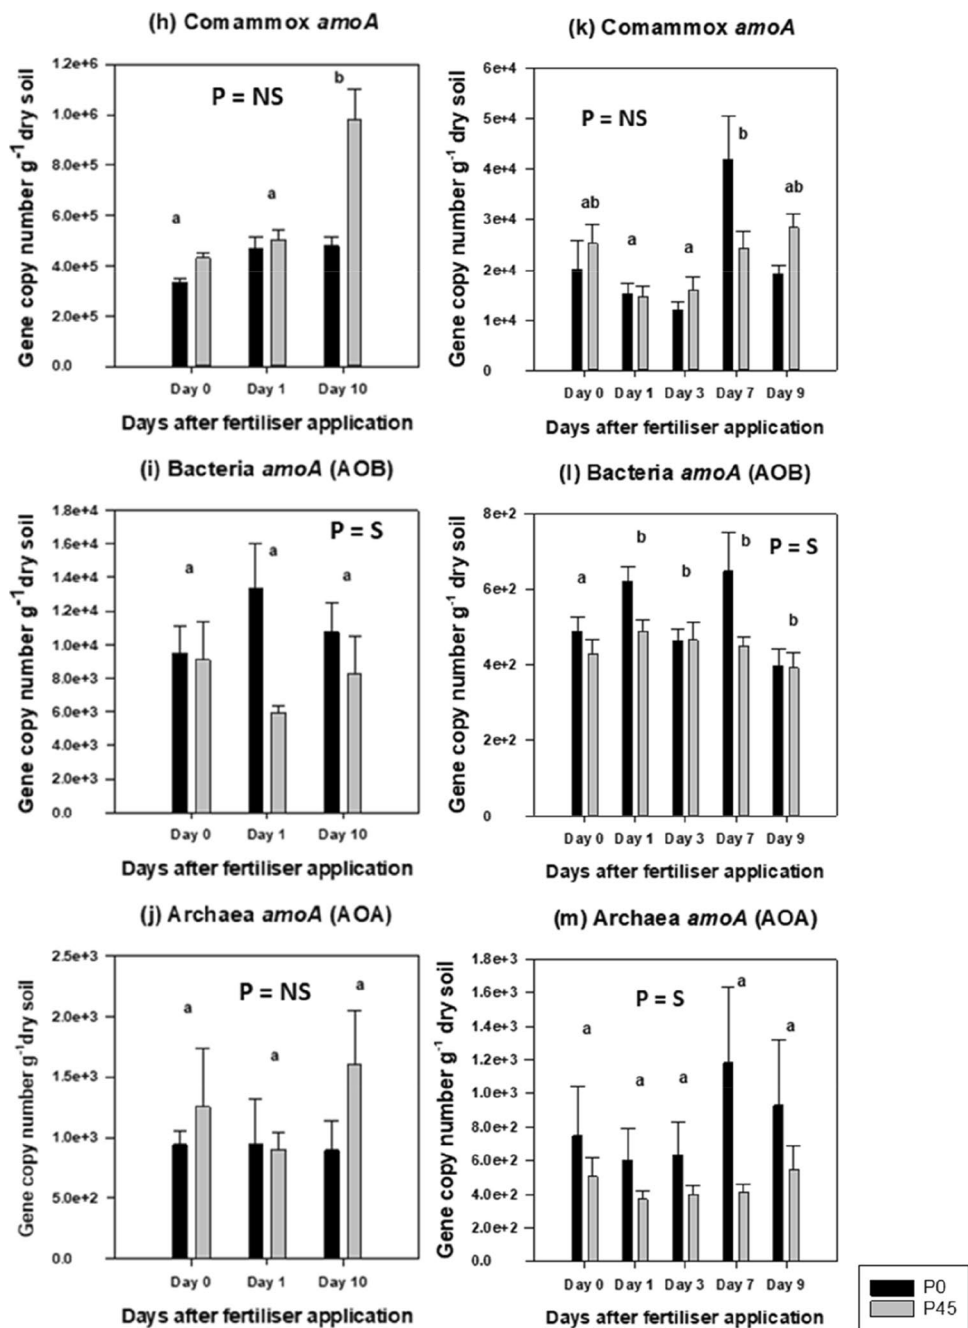 (h) Comammox amoA
Gene copy number g⁻¹ dry soil
1.2e+6
1.0e+6
8.0e+5
6.0e+5
4.0e+5
2.0e+5
0.0
P = NS
a
a
b
Day 0 Day 1 Day 10
Days after fertiliser application
(k) Comammox amoA
Gene copy number g⁻¹ dry soil
6e+4
5e+4
4e+4
3e+4
2e+4
1e+4
0
P = NS
ab
a
a
b
ab
Day 0 Day 1 Day 3 Day 7 Day 9
Days after fertiliser application
(i) Bacteria amoA (AOB)
Gene copy number g⁻¹ dry soil
1.8e+4
1.6e+4
1.4e+4
1.2e+4
1.0e+4
8.0e+3
6.0e+3
4.0e+3
2.0e+3
0.0
P = S
a
a
a
Day 0 Day 1 Day 10
Days after fertiliser application
(l) Bacteria amoA (AOB)
Gene copy number g⁻¹ dry soil
8e+2
6e+2
4e+2
2e+2
0
P = S
a
b
b
b
b
Day 0 Day 1 Day 3 Day 7 Day 9
Days after fertiliser application
(j) Archaea amoA (AOA)
Gene copy number g⁻¹dry soil
2.5e+3
2.0e+3
1.5e+3
1.0e+3
5.0e+2
0.0
P = NS
a
a
a
Day 0 Day 1 Day 10
Days after fertiliser application
(m) Archaea amoA (AOA)
Gene copy number g⁻¹ dry soil
1.8e+3
1.6e+3
1.4e+3
1.2e+3
1.0e+3
8.0e+2
6.0e+2
4.0e+2
2.0e+2
0.0
P = S
a
a
a
a
a
Day 0 Day 1 Day 3 Day 7 Day 9
Days after fertiliser application
P0
P45